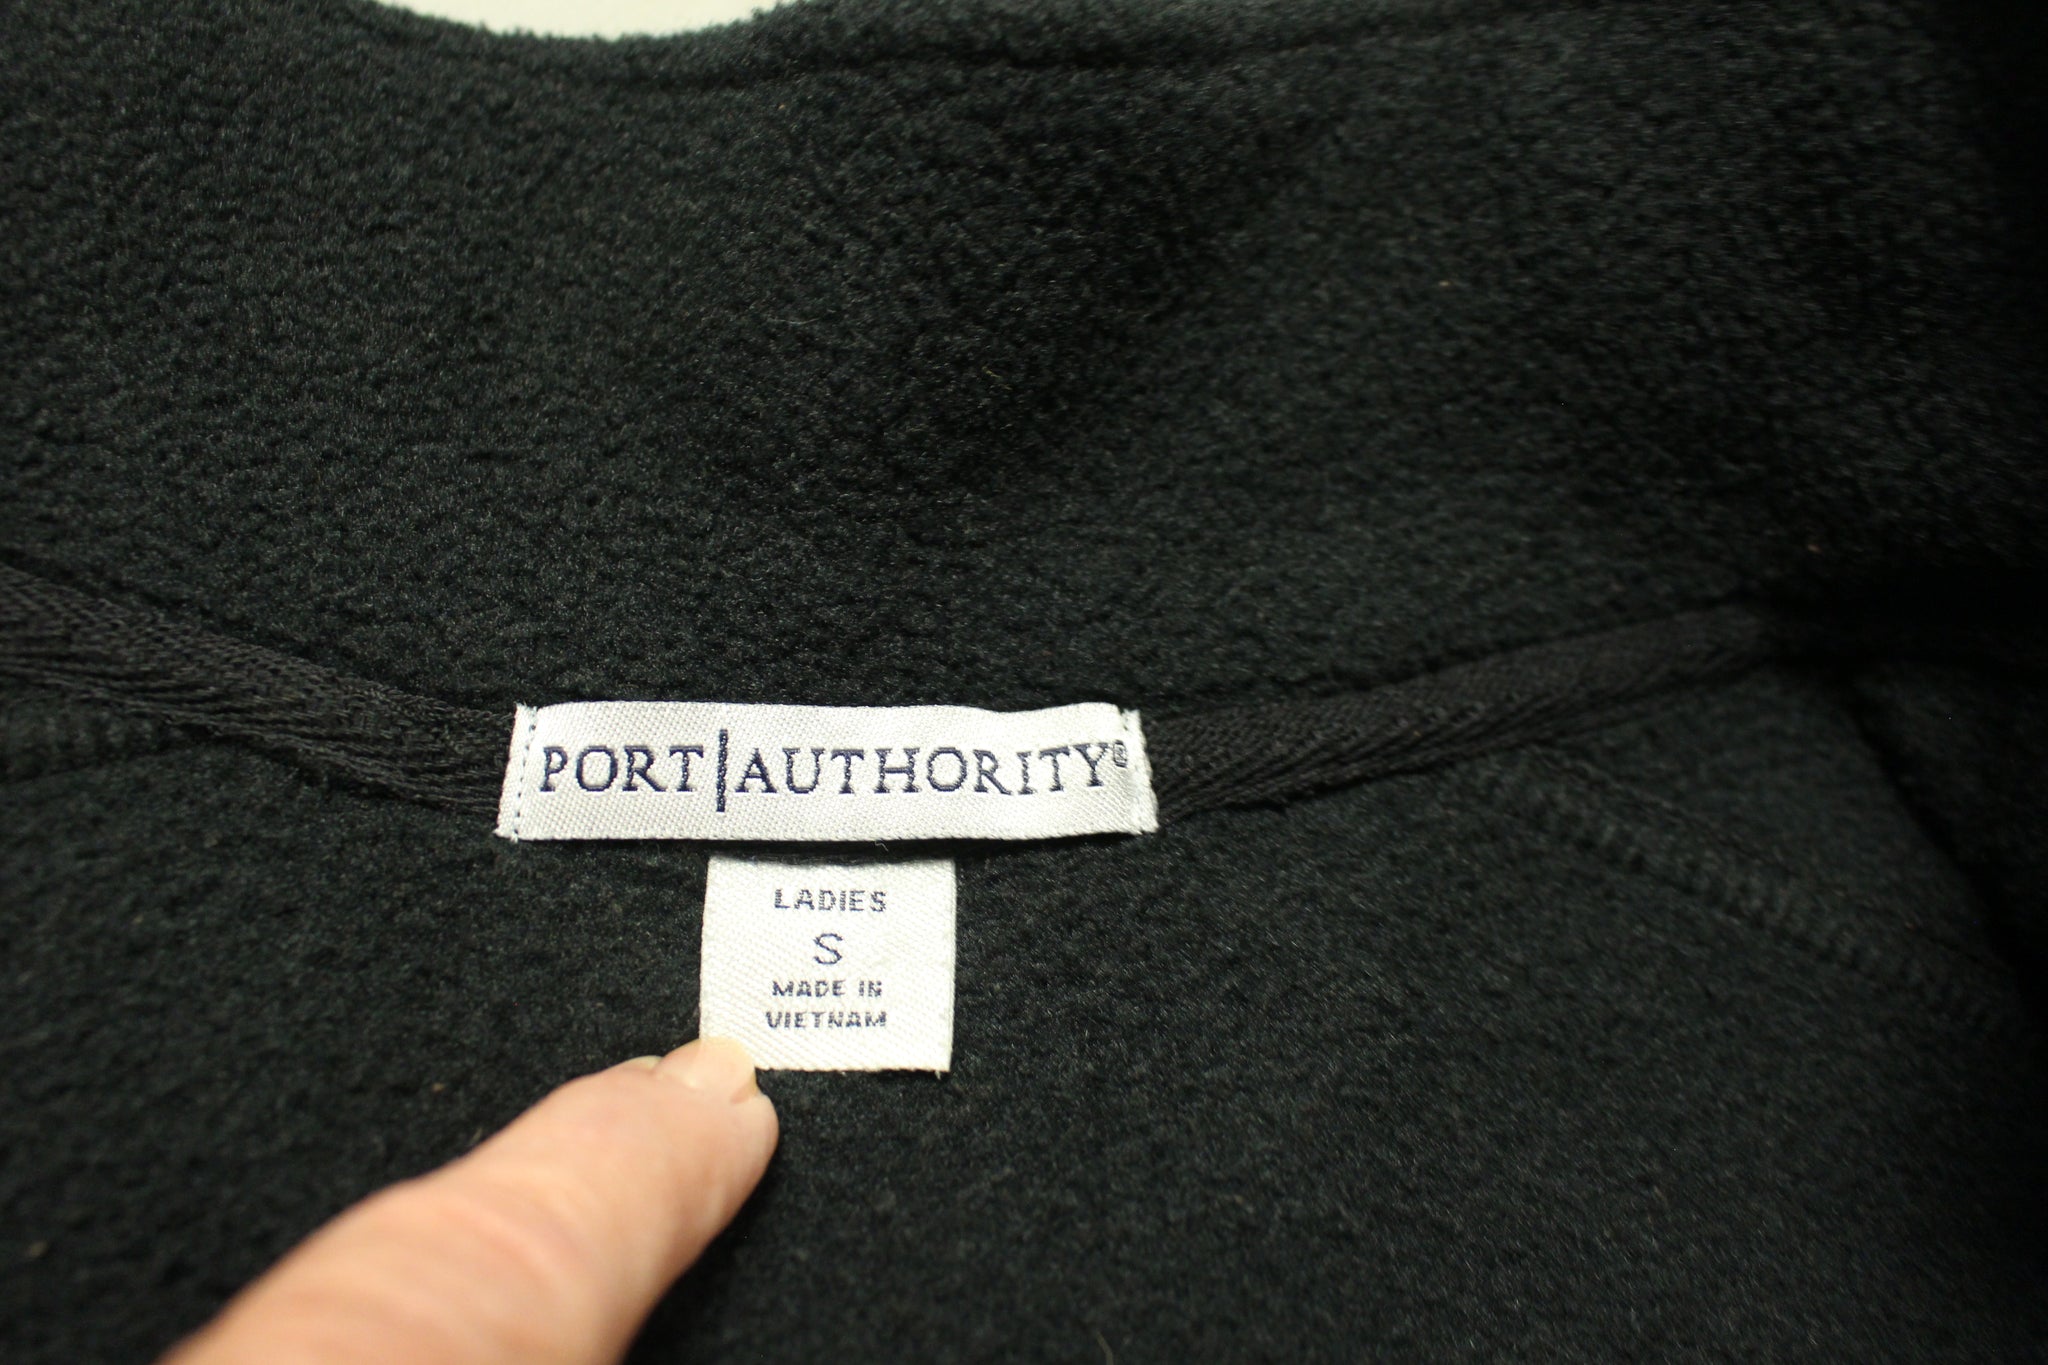 PORT|AUTHORITY®
LADIES
S
MADE IN
VIETNAM